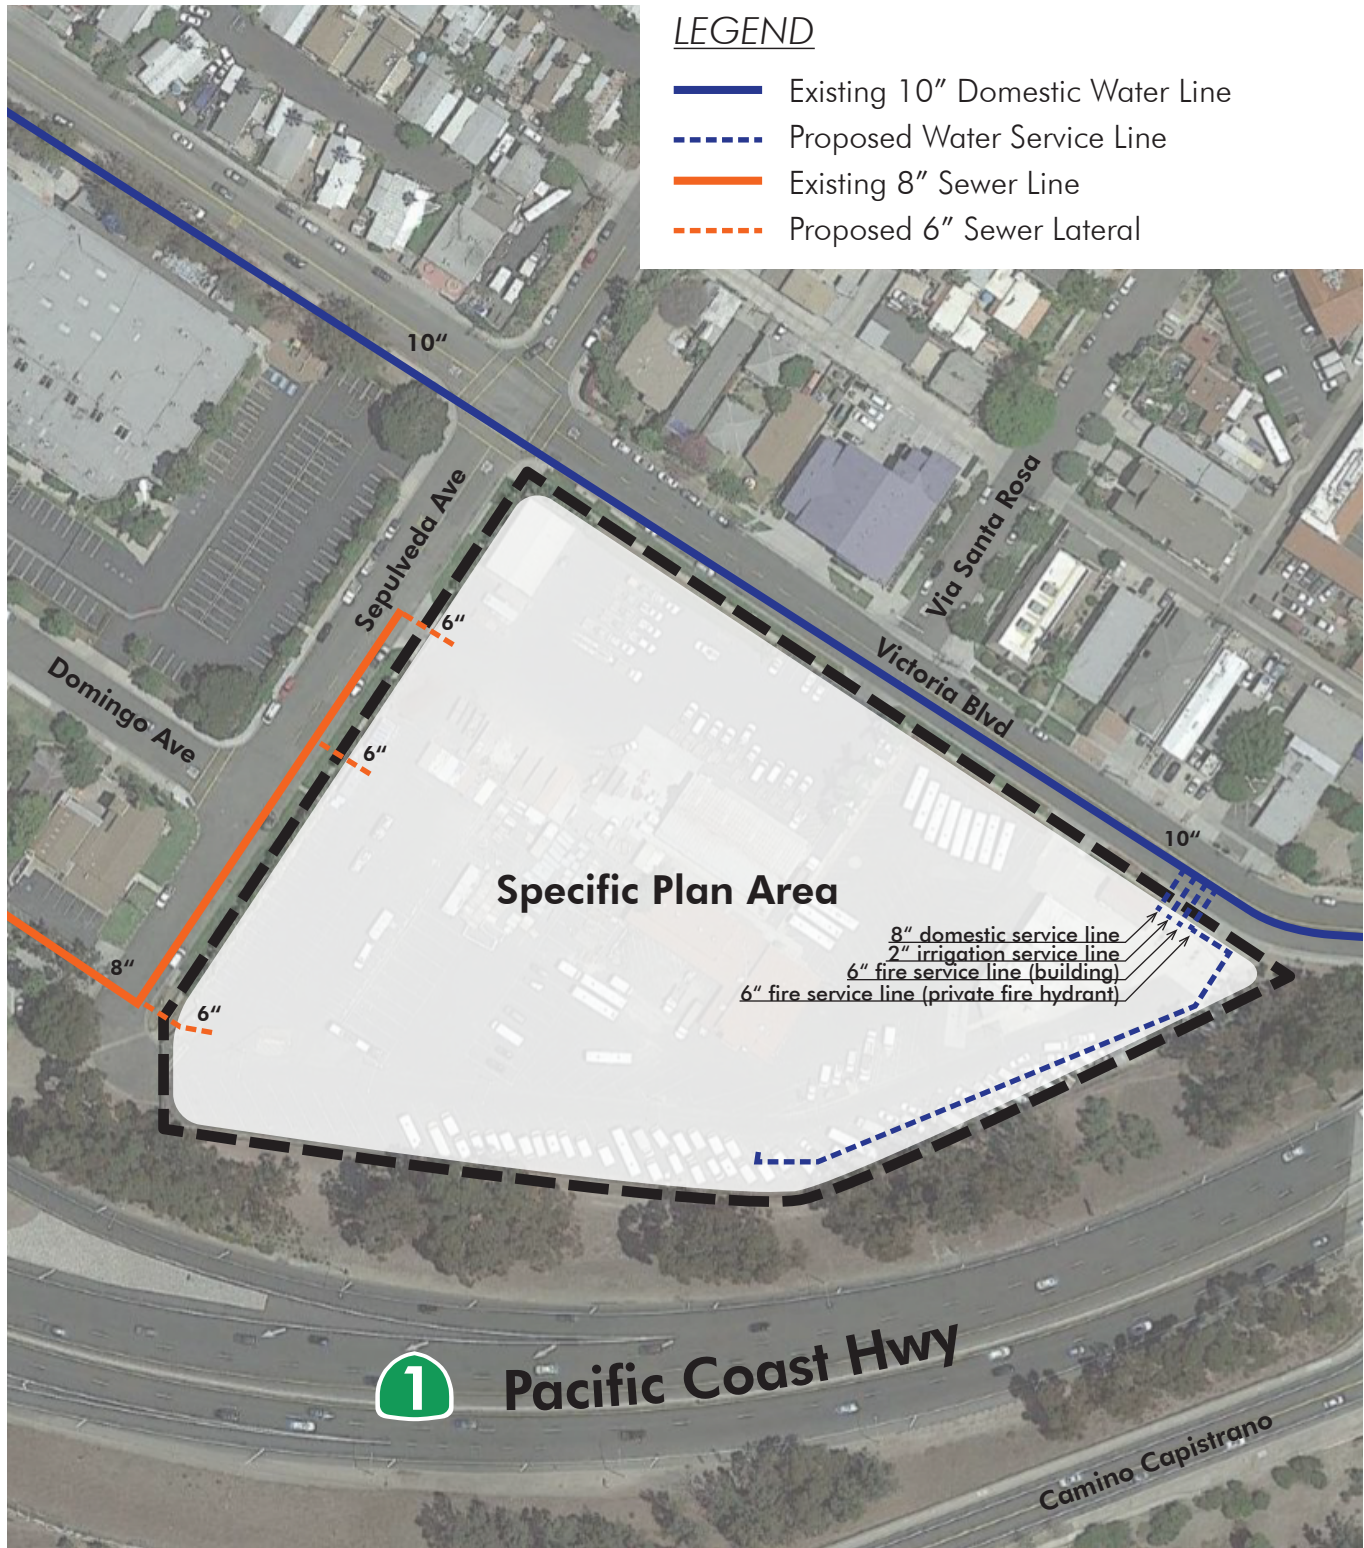 LEGEND
Existing 10” Domestic Water Line
Proposed Water Service Line
Existing 8” Sewer Line
Proposed 6” Sewer Lateral
10“
Sepulveda Ave
Via Santa Rosa
6“
Victoria Blvd
Domingo Ave
6“
10“
Specific Plan Area
8“ domestic service line
2“ irrigation service line
6“ fire service line (building)
6“ fire service line (private fire hydrant)
8“
6“
1
Pacific Coast Hwy
Camino Capistrano